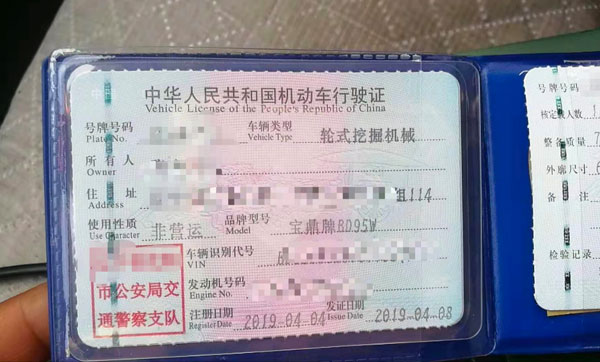 中华人民共和国机动车行驶证
Vehicle License of the People's Republic of China
号牌号码 车辆类型 轮式挖掘机械
Plate No. Vehicle Type
所有人
Owner
住址 组114
Address
使用性质 非营运 品牌型号 宝鼎牌BD95W
Use Character Model
车辆识别代号
VIN
市公安局交
通警察支队
发动机号码
Engine No.
注册日期 2019-04-04 发证日期 2019-04-08
Register Date Issue Date
号牌号码
核定载人数 1
整备质量 7
外廓尺寸 6
备注
检验记录